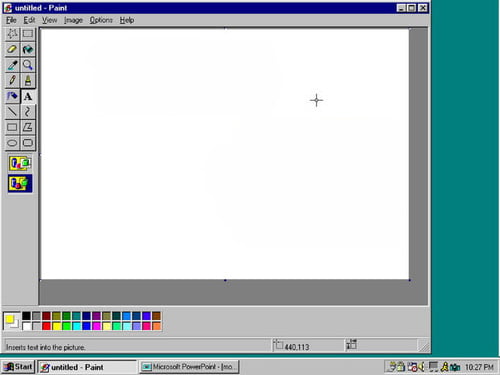 untitled - Paint
File Edit View Image Options Help
A
Inserts text into the picture.
440,113
Start
untitled - Paint
Microsoft PowerPoint - [mo...
10:27 PM